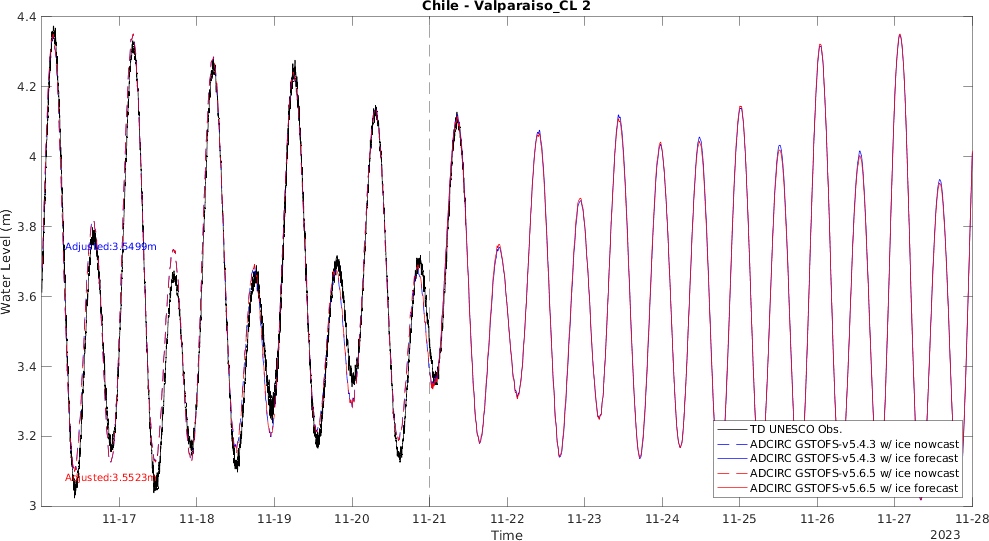 Chile - Valparaiso_CL 2
Water Level (m)
4.4
4.2
4
3.8
3.6
3.4
3.2
3
Adjusted:3.5499m
Adjusted:3.5523m
TD UNESCO Obs.
ADCIRC GSTOFS-v5.4.3 w/ ice nowcast
ADCIRC GSTOFS-v5.4.3 w/ ice forecast
ADCIRC GSTOFS-v5.6.5 w/ ice nowcast
ADCIRC GSTOFS-v5.6.5 w/ ice forecast
11-17 11-18 11-19 11-20 11-21 11-22 11-23 11-24 11-25 11-26 11-27 11-28
Time
2023